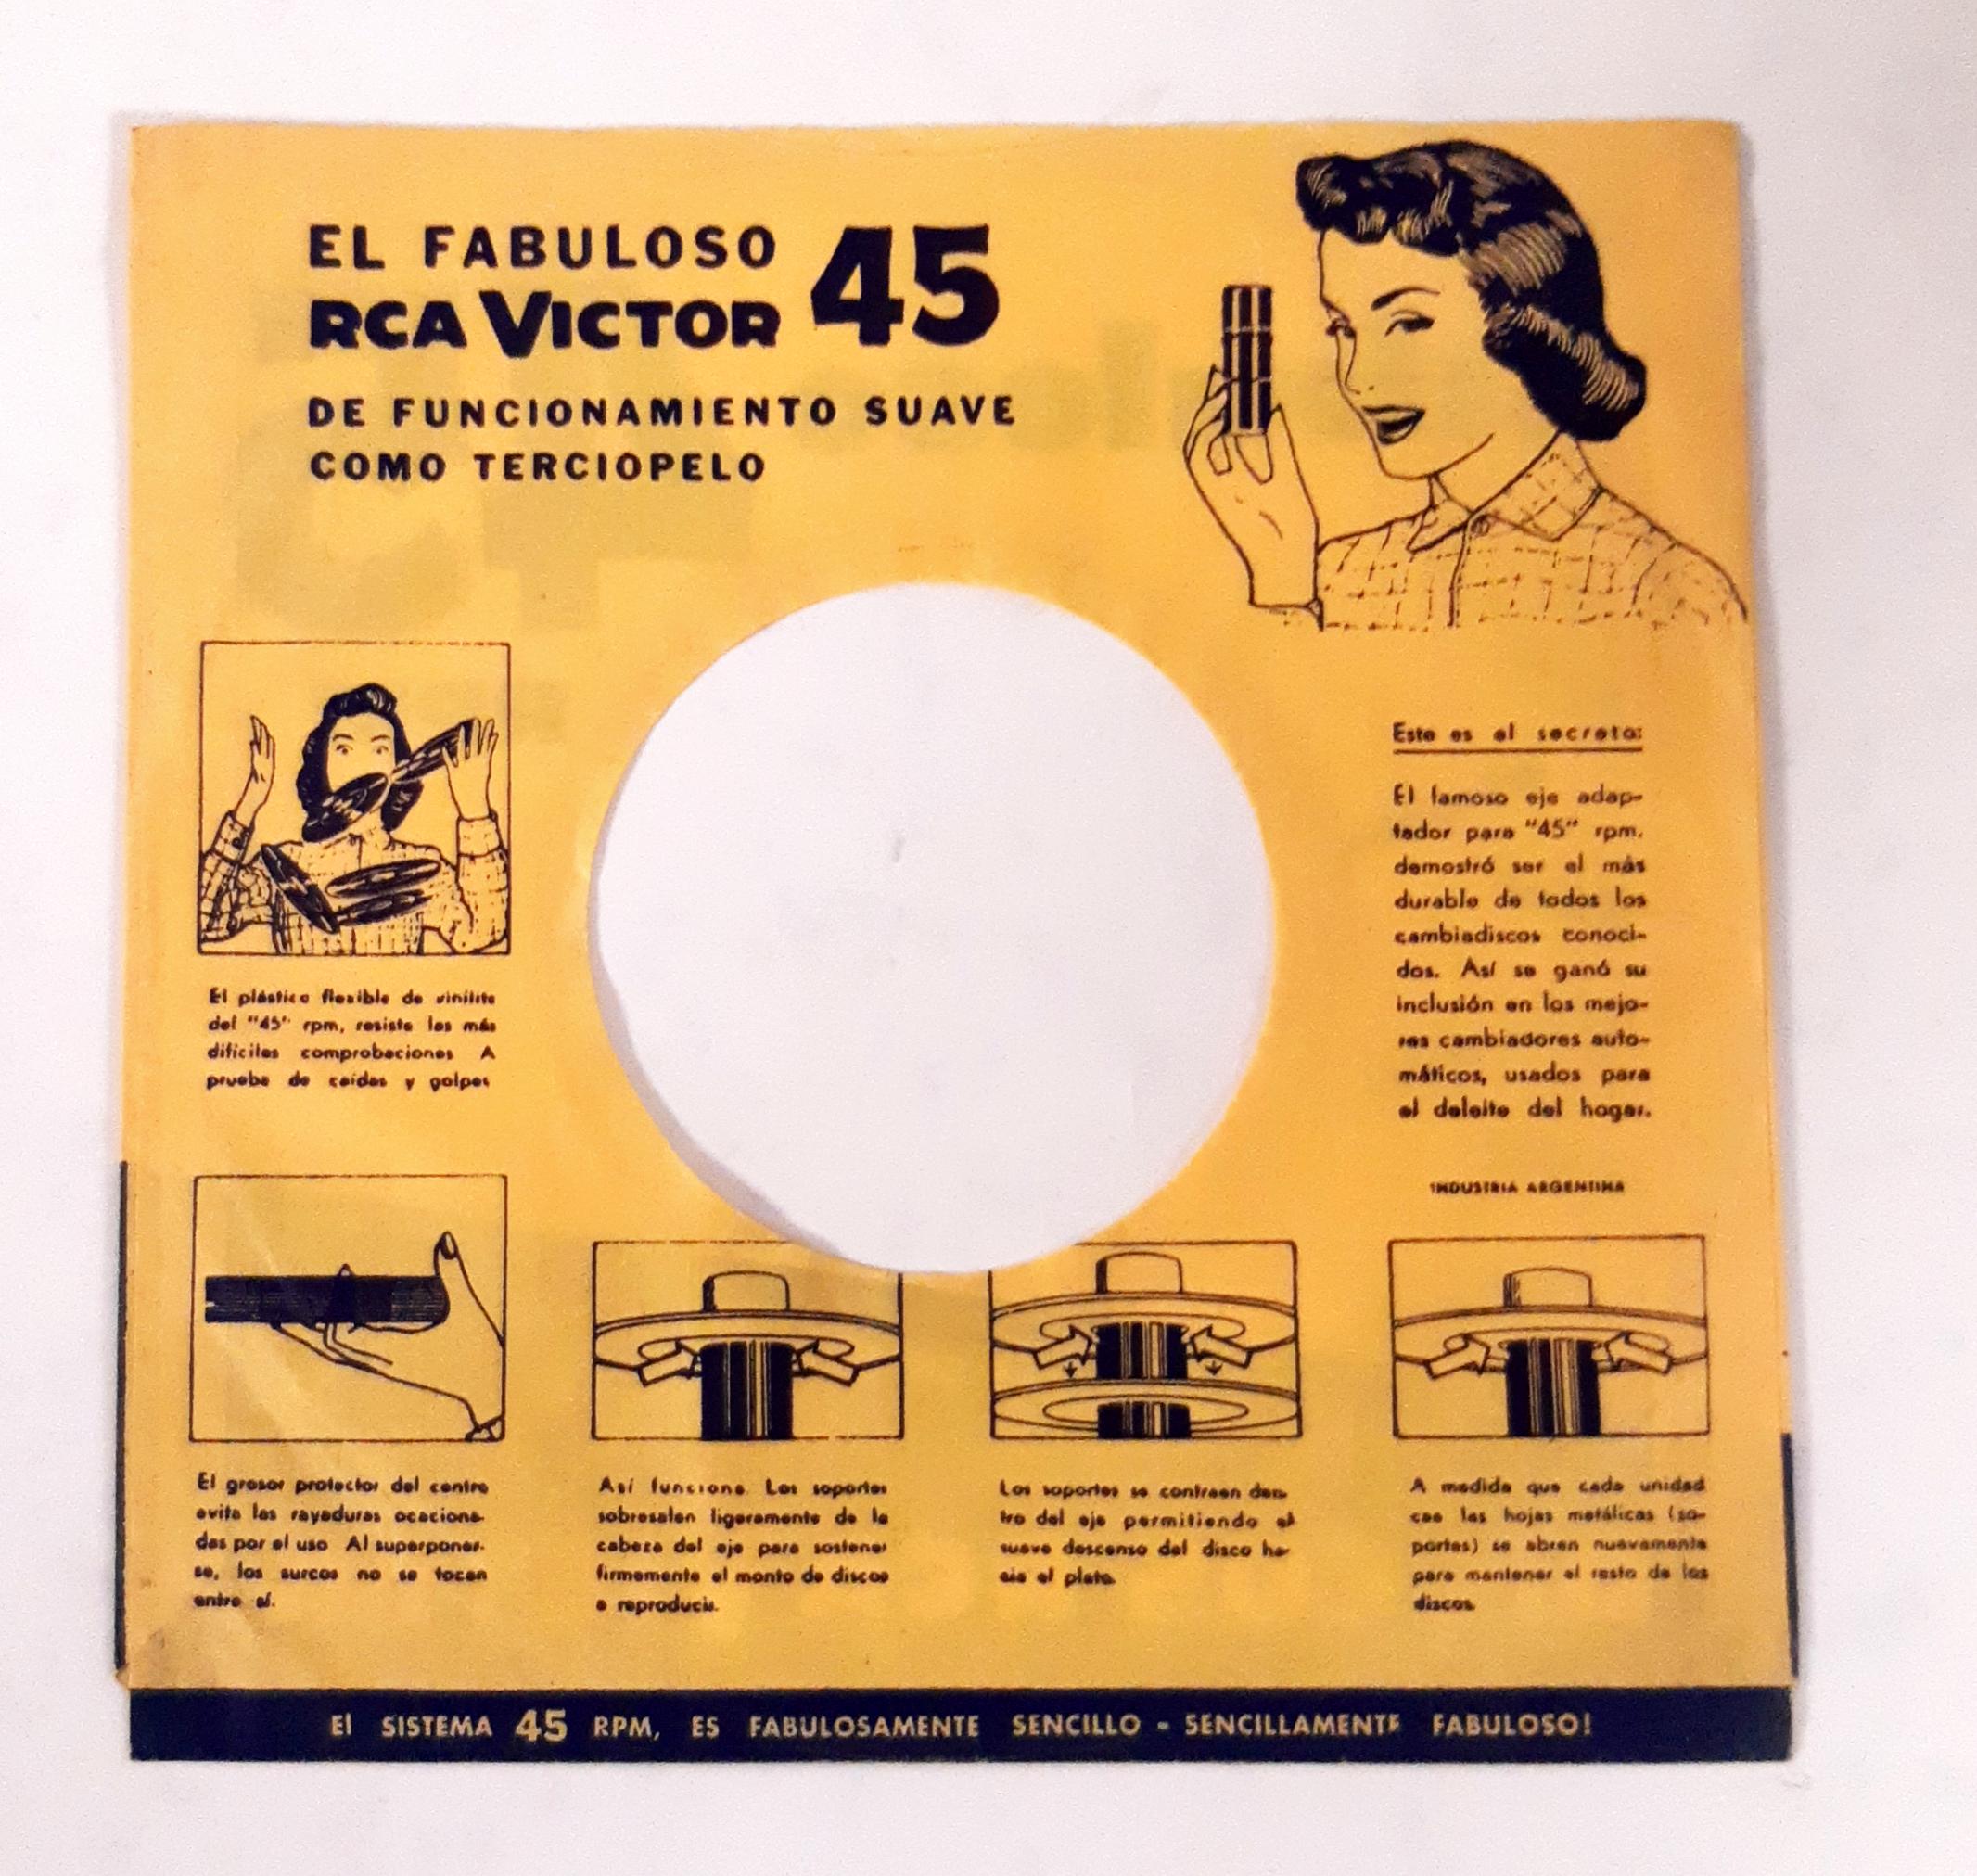 EL FABULOSO
RCA VICTOR 45
DE FUNCIONAMIENTO SUAVE
COMO TERCIOPELO
Este es el secreto:
El famoso eje adap-
tador para "45" rpm.
demostró ser el más
durable de todos los
cambiadiscos conoci-
dos. Así se ganó su
inclusión en los mejo-
res cambiadores auto-
máticos, usados para
el deleite del hogar.
INDUSTRIA ARGENTINA
El plástico flexible de vinilite
del "45" rpm, resiste las más
difíciles comprobaciones A
prueba de caídas y golpes
El grosor protector del centro
evita las rayaduras ocaciona-
das por el uso Al superponer-
se, los surcos no se tocan
entre sí.
Así funciona. Los soportes
sobresalen ligeramente de la
cabeza del eje para sostener
firmemente el monto de discos
a reproducir.
Los soportes se contraen den-
tro del eje permitiendo el
suave descenso del disco ha-
cia el plato.
A medida que cada unidad
cae las hojas metálicas (so-
portes) se abren nuevamente
para mantener el resto de los
discos.
El SISTEMA 45 RPM, ES FABULOSAMENTE SENCILLO - SENCILLAMENTE FABULOSO!